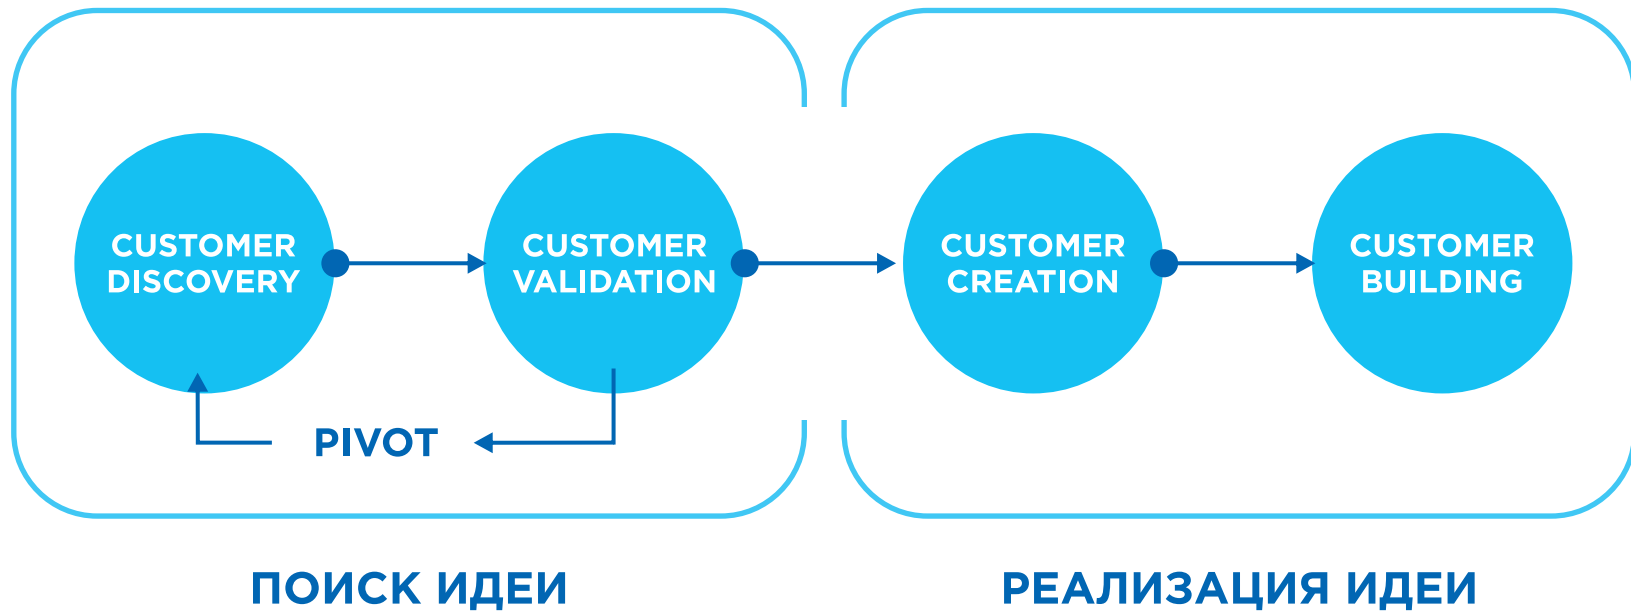 CUSTOMER
DISCOVERY
CUSTOMER
VALIDATION
CUSTOMER
CREATION
CUSTOMER
BUILDING
PIVOT
ПОИСК ИДЕИ
РЕАЛИЗАЦИЯ ИДЕИ